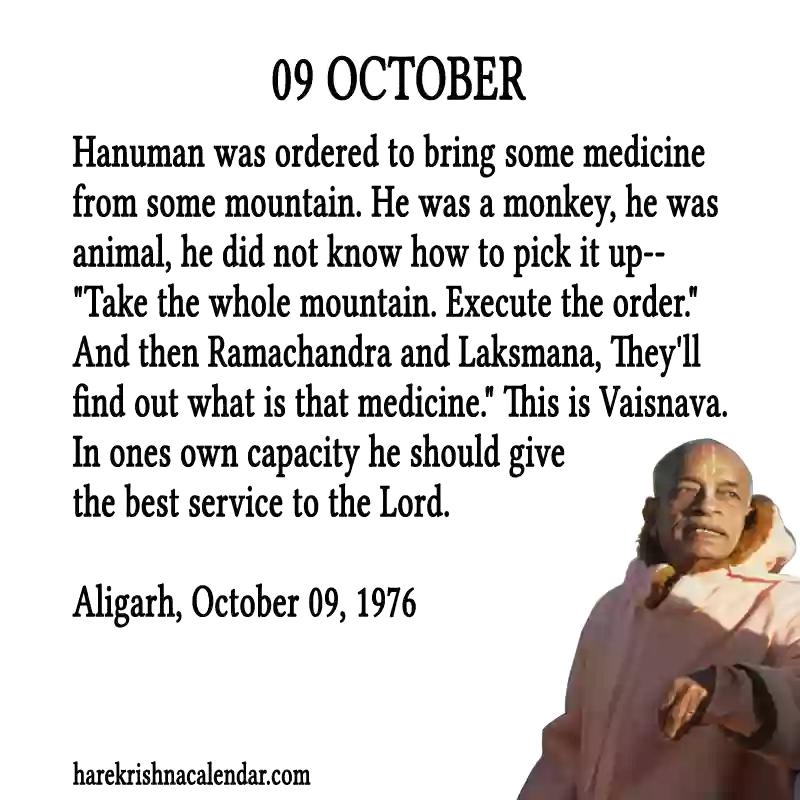 09 OCTOBER
Hanuman was ordered to bring some medicine
from some mountain. He was a monkey, he was
animal, he did not know how to pick it up--
"Take the whole mountain. Execute the order."
And then Ramachandra and Laksmana, They'll
find out what is that medicine." This is Vaisnava.
In ones own capacity he should give
the best service to the Lord.
Aligarh, October 09, 1976
harekrishnacalendar.com